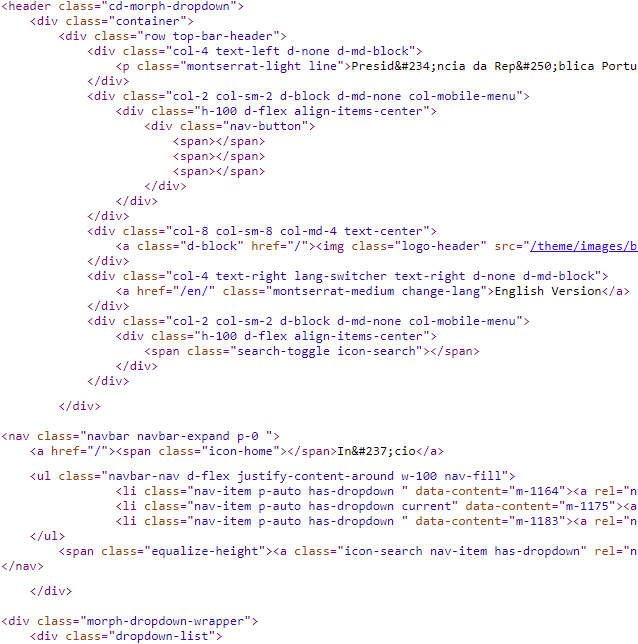 <header class="cd-morph-dropdown">
<div class="container">
<div class="row top-bar-header">
<div class="col-4 text-left d-none d-md-block">
<p class="montserrat-light line">Presid&#234;ncia da Rep&#250;blica Portu
</div>
<div class="col-2 col-sm-2 d-block d-md-none col-mobile-menu">
<div class="h-100 d-flex align-items-center">
<div class="nav-button">
<span></span>
<span></span>
<span></span>
</div>
</div>
</div>
<div class="col-8 col-sm-8 col-md-4 text-center">
<a class="d-block" href="/"><img class="logo-header" src="/theme/images/b
</div>
<div class="col-4 text-right lang-switcher text-right d-none d-md-block">
<a href="/en/" class="montserrat-medium change-lang">English Version</a>
</div>
<div class="col-2 col-sm-2 d-block d-md-none col-mobile-menu">
<div class="h-100 d-flex align-items-center">
<span class="search-toggle icon-search"></span>
</div>
</div>
</div>
<nav class="navbar navbar-expand p-0 ">
<a href="/"><span class="icon-home"></span>In&#237;cio</a>
<ul class="navbar-nav d-flex justify-content-around w-100 nav-fill">
<li class="nav-item p-auto has-dropdown " data-content="m-1164"><a rel="n
<li class="nav-item p-auto has-dropdown current" data-content="m-1175"><a
<li class="nav-item p-auto has-dropdown " data-content="m-1183"><a rel="n
</ul>
<span class="equalize-height"><a class="icon-search nav-item has-dropdown" rel="n
</nav>
</div>
<div class="morph-dropdown-wrapper">
<div class="dropdown-list">